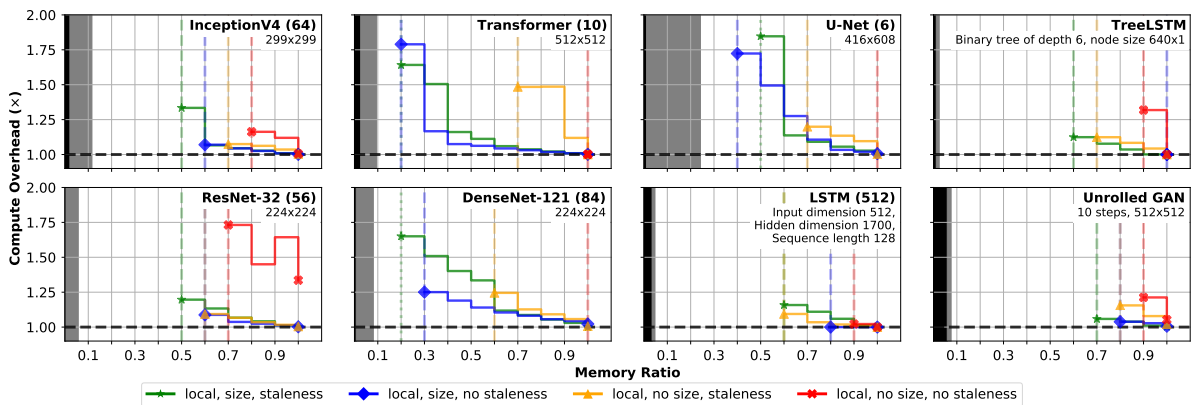 InceptionV4 (64)
299x299
Transformer (10)
512x512
U-Net (6)
416x608
TreeLSTM
Binary tree of depth 6, node size 640x1
2.00
1.75
1.50
1.25
1.00
ResNet-32 (56)
224x224
DenseNet-121 (84)
224x224
LSTM (512)
Input dimension 512,
Hidden dimension 1700,
Sequence length 128
Unrolled GAN
10 steps, 512x512
2.00
1.75
1.50
1.25
1.00
Compute Overhead (×)
0.1 0.3 0.5 0.7 0.9
0.1 0.3 0.5 0.7 0.9
0.1 0.3 0.5 0.7 0.9
0.1 0.3 0.5 0.7 0.9
Memory Ratio
local, size, staleness
local, size, no staleness
local, no size, staleness
local, no size, no staleness